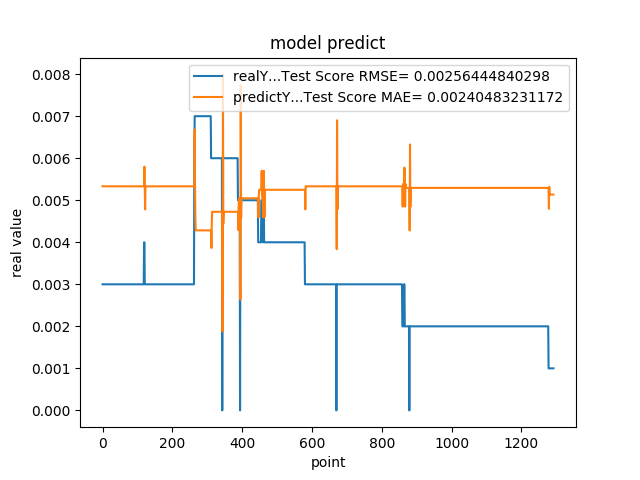 model predict
realY...Test Score RMSE= 0.00256444840298
predictY...Test Score MAE= 0.00240483231172
real value
0.008
0.007
0.006
0.005
0.004
0.003
0.002
0.001
0.000
0 200 400 600 800 1000 1200
point